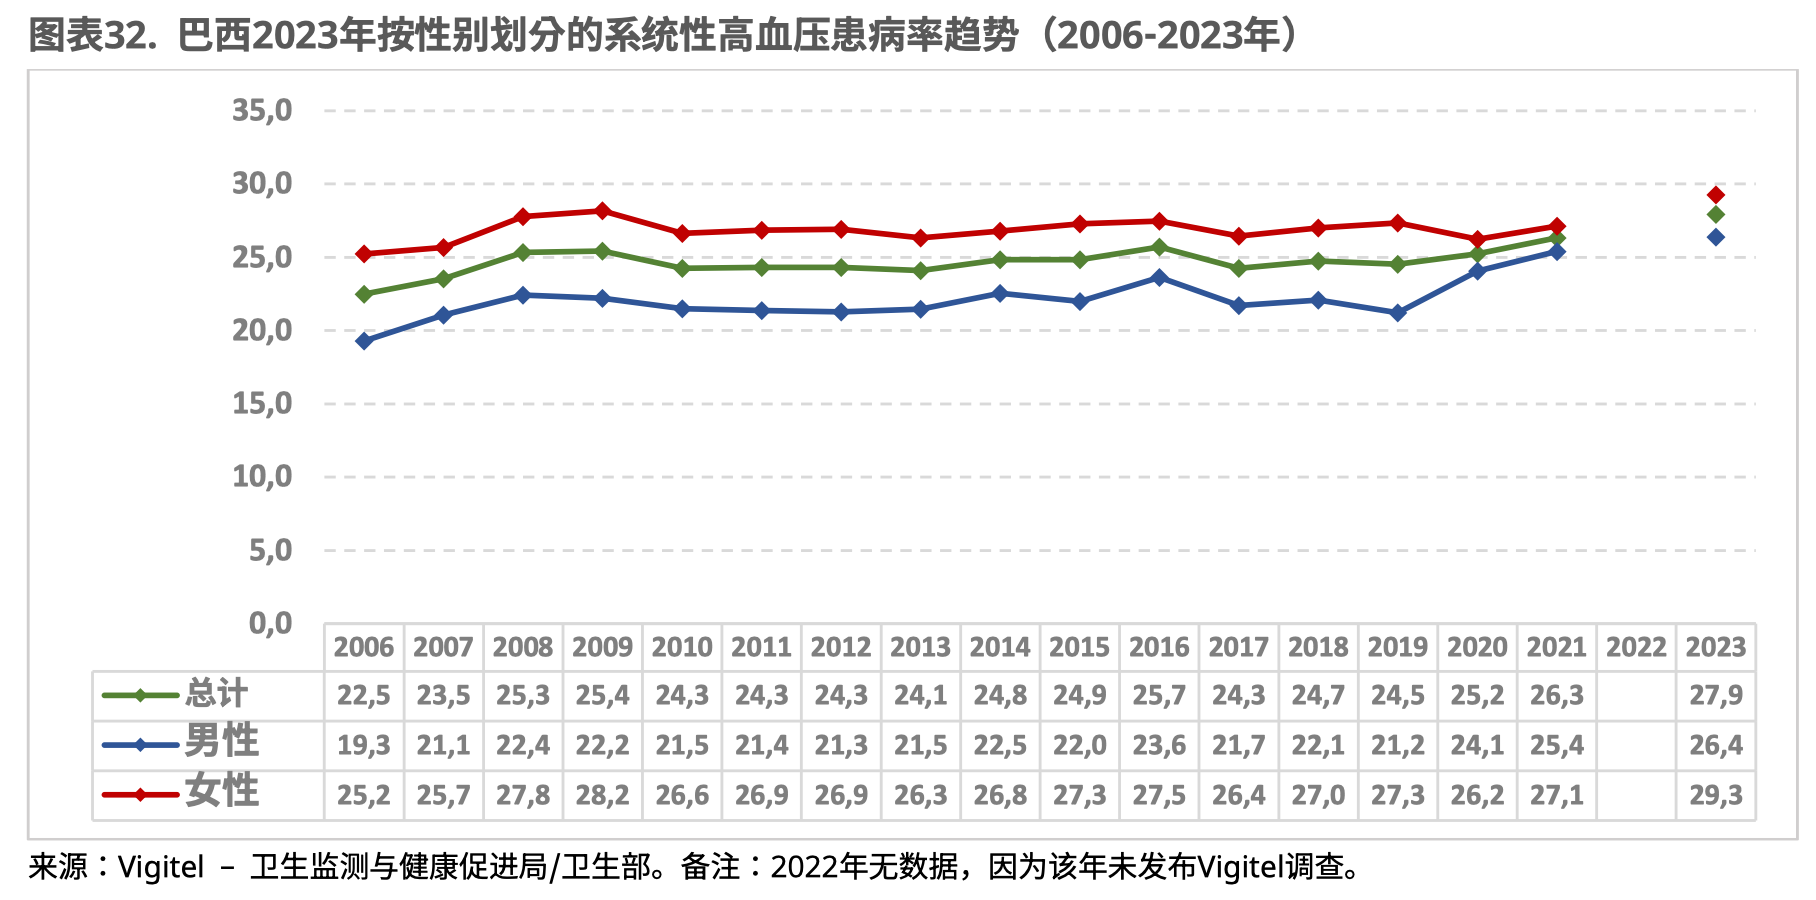 图表32. 巴西2023年按性别划分的系统性高血压患病率趋势（2006-2023年）
35,0
30,0
25,0
20,0
15,0
10,0
5,0
0,0
2006 2007 2008 2009 2010 2011 2012 2013 2014 2015 2016 2017 2018 2019 2020 2021 2022 2023
总计 22,5 23,5 25,3 25,4 24,3 24,3 24,3 24,1 24,8 24,9 25,7 24,3 24,7 24,5 25,2 26,3 27,9
男性 19,3 21,1 22,4 22,2 21,5 21,4 21,3 21,5 22,5 22,0 23,6 21,7 22,1 21,2 24,1 25,4 26,4
女性 25,2 25,7 27,8 28,2 26,6 26,9 26,9 26,3 26,8 27,3 27,5 26,4 27,0 27,3 26,2 27,1 29,3
来源：Vigitel – 卫生监测与健康促进局/卫生部。备注：2022年无数据，因为该年未发布Vigitel调查。